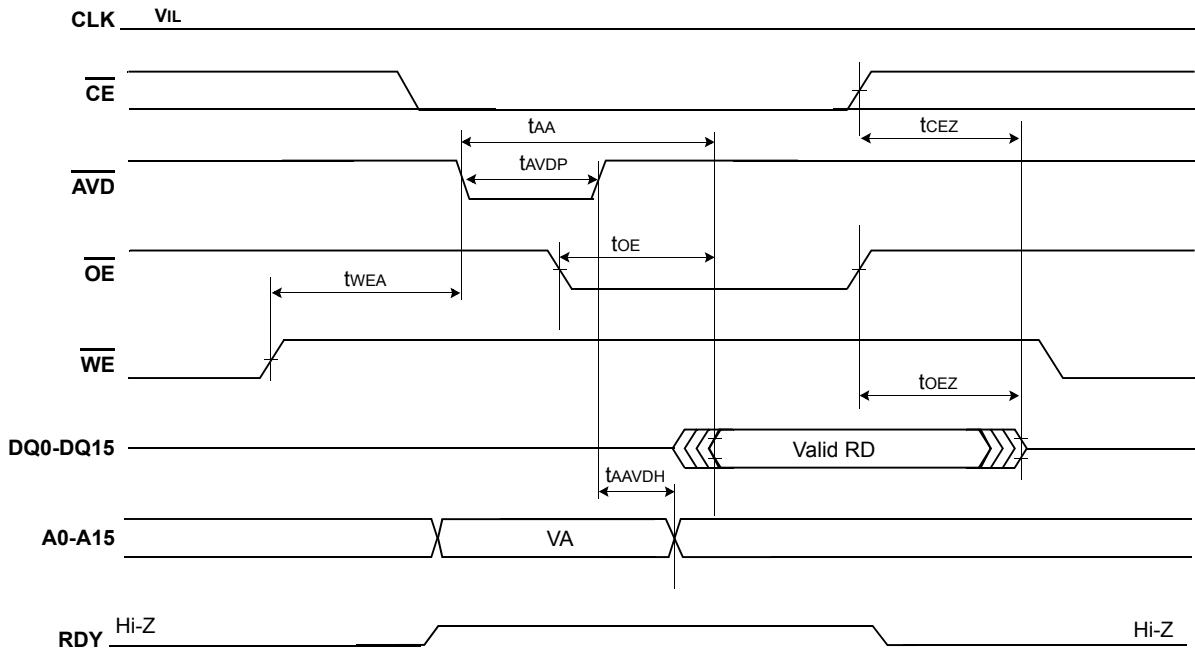 CLK VIL
CE
tAA
tCEZ
tAVDP
AVD
tOE
OE
tWEA
WE
tOEZ
DQ0-DQ15 Valid RD
tAAVDH
A0-A15 VA
RDY Hi-Z Hi-Z